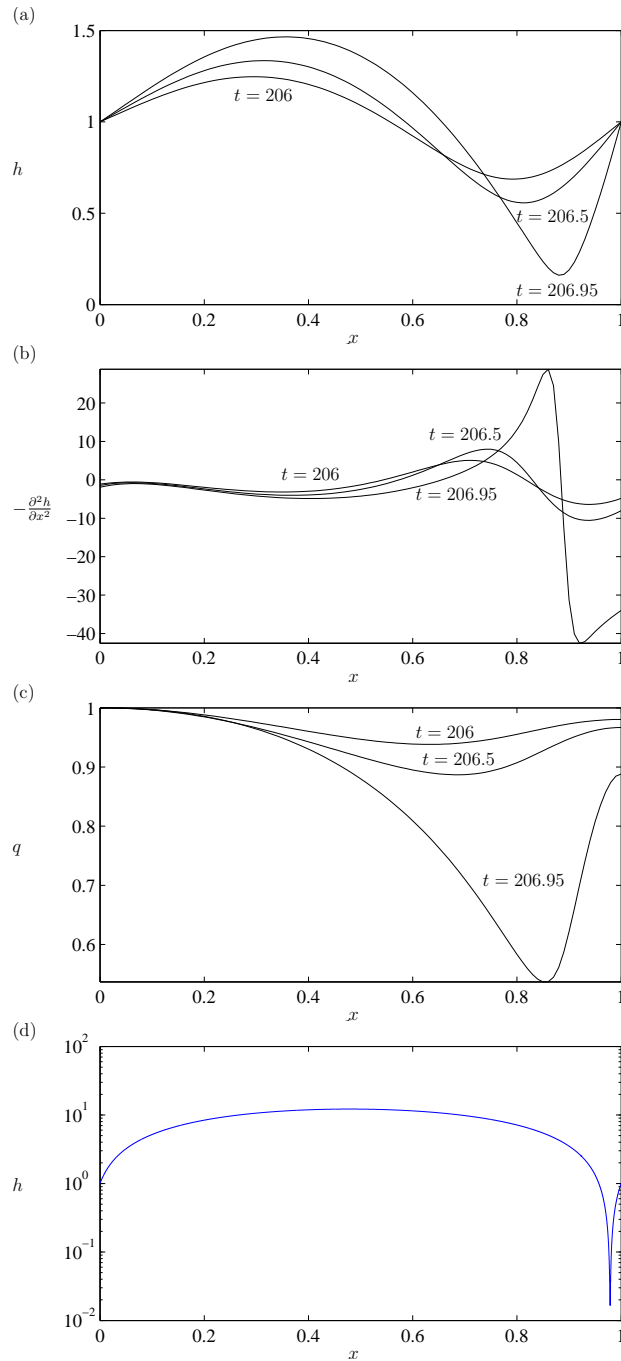 (a)
1.5
1
0.5
0
h
t = 206
t = 206.5
t = 206.95
0 0.2 0.4 0.6 0.8 1
x
(b)
20
10
0
−10
−20
−30
−40
−∂²h/∂x²
t = 206.5
t = 206
t = 206.95
0 0.2 0.4 0.6 0.8 1
x
(c)
1
0.9
0.8
0.7
0.6
q
t = 206
t = 206.5
t = 206.95
0 0.2 0.4 0.6 0.8 1
x
(d)
10²
10¹
10⁰
10⁻¹
10⁻²
h
0 0.2 0.4 0.6 0.8 1
x